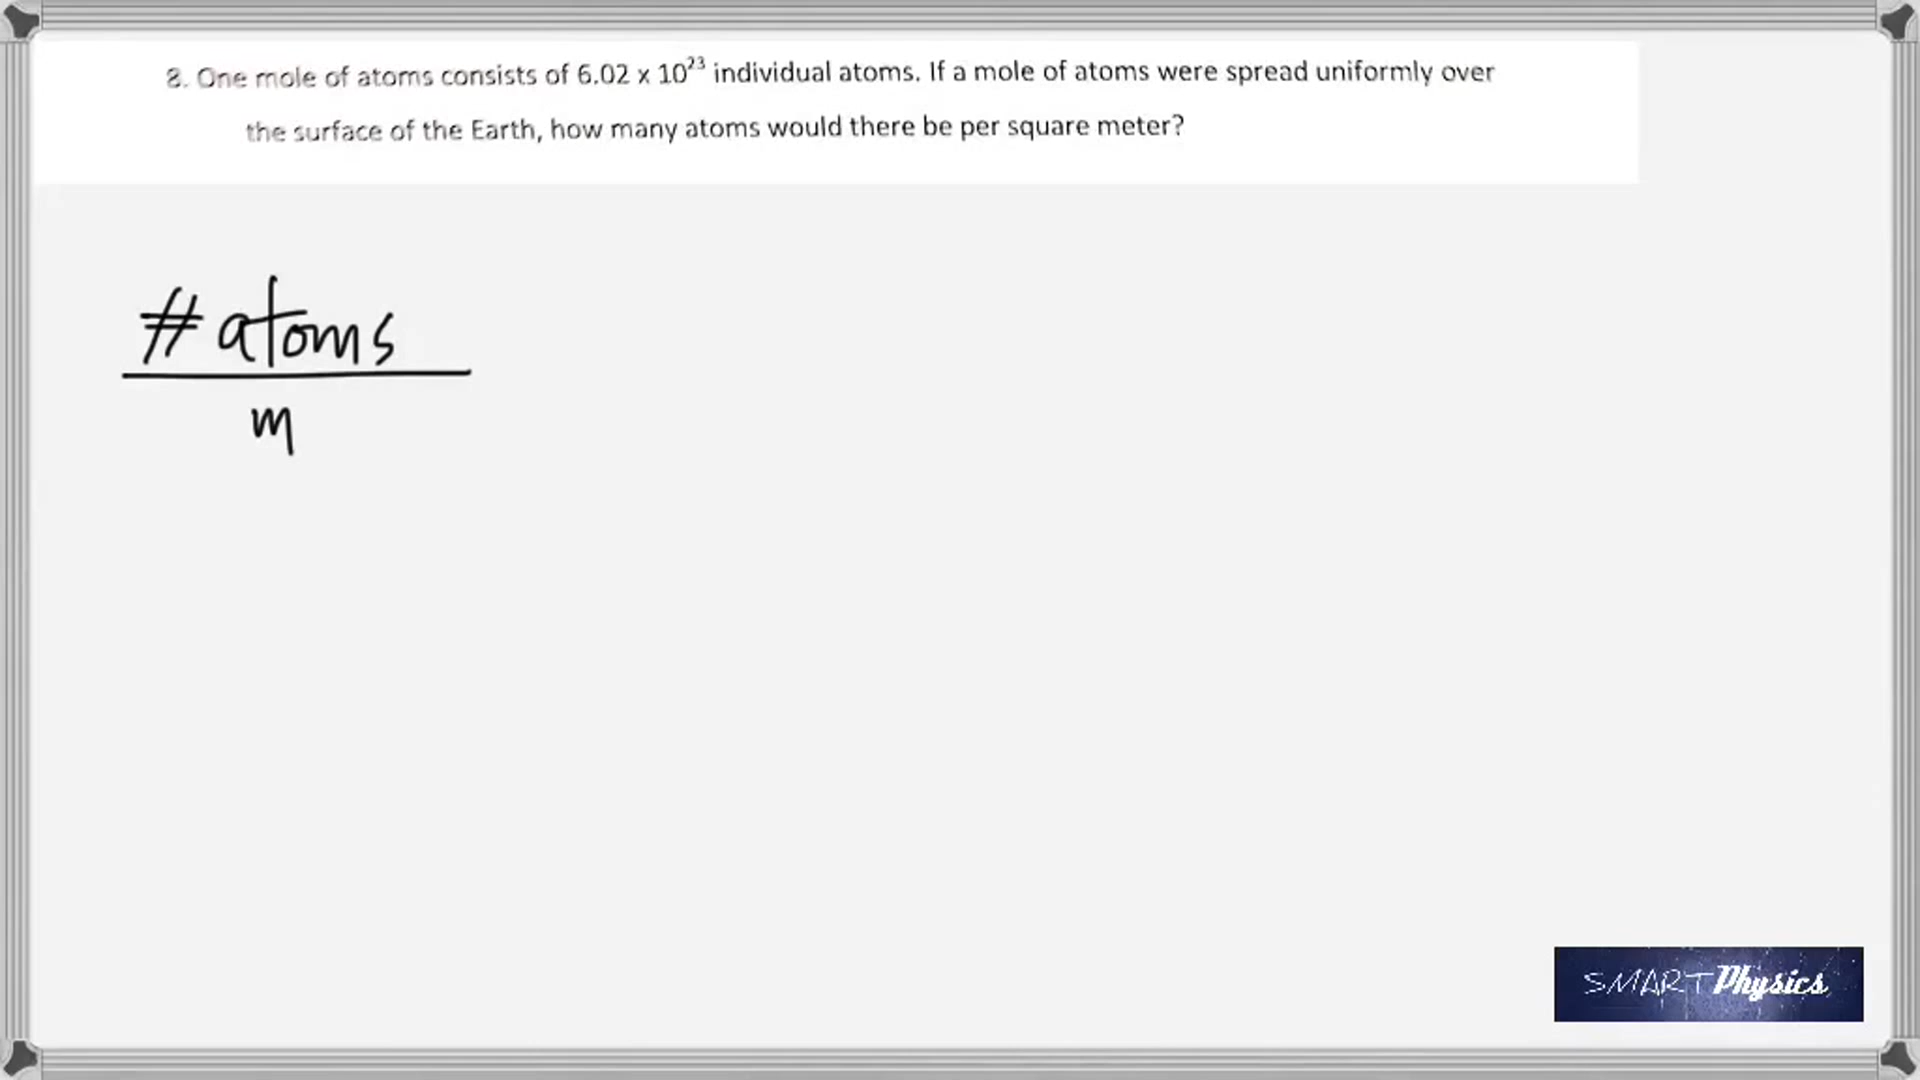 8. One mole of atoms consists of 6.02 x 10²³ individual atoms. If a mole of atoms were spread uniformly over
the surface of the Earth, how many atoms would there be per square meter?
# atoms
m
SMART Physics